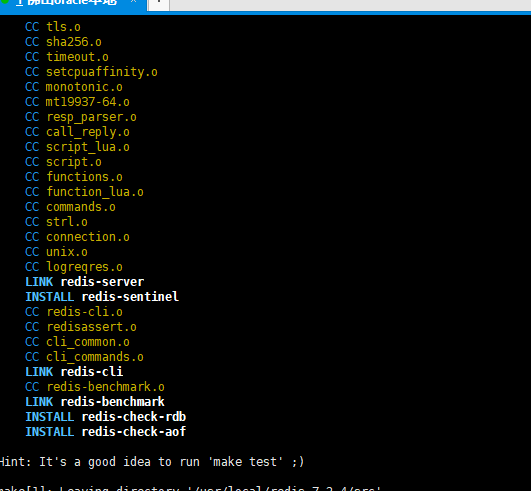 CC tls.o
CC sha256.o
CC timeout.o
CC setcpuaffinity.o
CC monotonic.o
CC mt19937-64.o
CC resp_parser.o
CC call_reply.o
CC script_lua.o
CC script.o
CC functions.o
CC function_lua.o
CC commands.o
CC strl.o
CC connection.o
CC unix.o
CC logreqres.o
LINK redis-server
INSTALL redis-sentinel
CC redis-cli.o
CC redisassert.o
CC cli_common.o
CC cli_commands.o
LINK redis-cli
CC redis-benchmark.o
LINK redis-benchmark
INSTALL redis-check-rdb
INSTALL redis-check-aof
Hint: It's a good idea to run 'make test' ;)
make[1]: Leaving directory '/usr/local/redis-7.2.4/src'